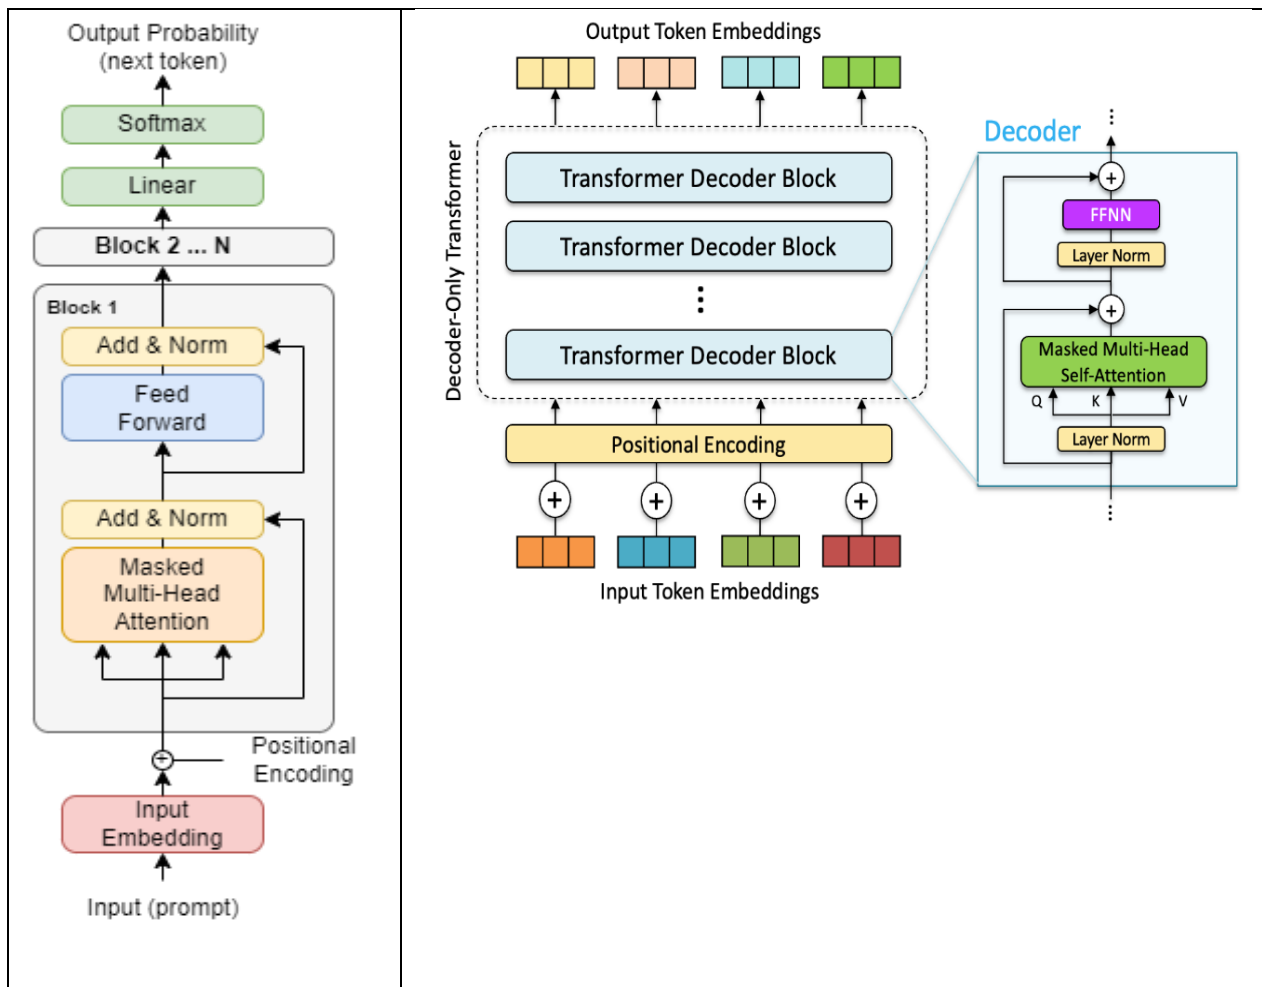 Output Probability
(next token)
Softmax
Linear
Block 2 ... N
Block 1
Add & Norm
Feed
Forward
Add & Norm
Masked
Multi-Head
Attention
Positional
Encoding
Input
Embedding
Input (prompt)
Output Token Embeddings
Decoder-Only Transformer
Transformer Decoder Block
Transformer Decoder Block
Transformer Decoder Block
Positional Encoding
Input Token Embeddings
Decoder
FFNN
Layer Norm
Masked Multi-Head
Self-Attention
Q K V
Layer Norm